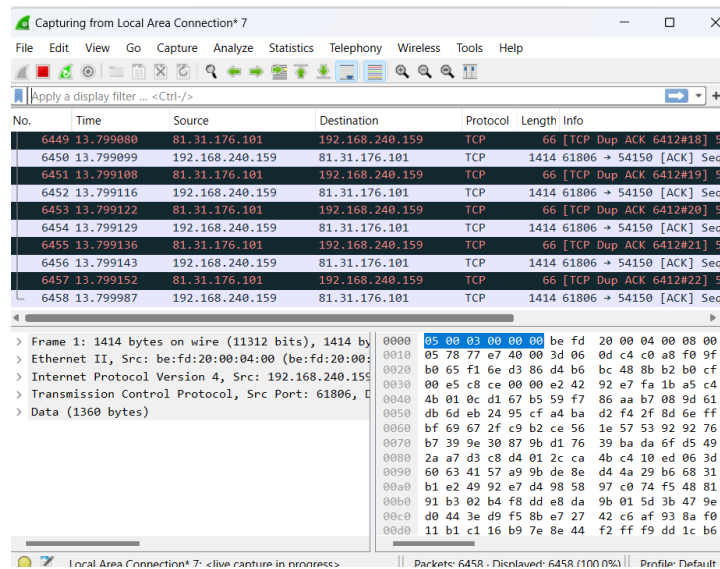 Capturing from Local Area Connection* 7
File Edit View Go Capture Analyze Statistics Telephony Wireless Tools Help
Apply a display filter ... <Ctrl-/>
No. Time Source Destination Protocol Length Info
6449 13.799080 81.31.176.101 192.168.240.159 TCP 66 [TCP Dup ACK 6412#18] 5
6450 13.799099 192.168.240.159 81.31.176.101 TCP 1414 61806 → 54150 [ACK] Seq
6451 13.799108 81.31.176.101 192.168.240.159 TCP 66 [TCP Dup ACK 6412#19] 5
6452 13.799116 192.168.240.159 81.31.176.101 TCP 1414 61806 → 54150 [ACK] Seq
6453 13.799122 81.31.176.101 192.168.240.159 TCP 66 [TCP Dup ACK 6412#20] 5
6454 13.799129 192.168.240.159 81.31.176.101 TCP 1414 61806 → 54150 [ACK] Seq
6455 13.799136 81.31.176.101 192.168.240.159 TCP 66 [TCP Dup ACK 6412#21] 5
6456 13.799143 192.168.240.159 81.31.176.101 TCP 1414 61806 → 54150 [ACK] Seq
6457 13.799152 81.31.176.101 192.168.240.159 TCP 66 [TCP Dup ACK 6412#22] 5
6458 13.799987 192.168.240.159 81.31.176.101 TCP 1414 61806 → 54150 [ACK] Seq
Frame 1: 1414 bytes on wire (11312 bits), 1414 by
Ethernet II, Src: be:fd:20:00:04:00 (be:fd:20:00:
Internet Protocol Version 4, Src: 192.168.240.159
Transmission Control Protocol, Src Port: 61806, D
Data (1360 bytes)
0000 05 00 03 00 00 00 be fd 20 00 04 00 08 00
0010 05 78 77 e7 40 00 3d 06 0d c4 c0 a8 f0 9f
0020 b0 65 f1 6e d3 86 d4 b6 bc 48 8b b2 b0 cf
0030 00 e5 c8 ce 00 00 e2 42 92 e7 fa 1b a5 c4
0040 4b 01 0c d1 67 b5 59 f7 86 aa b7 08 9d 61
0050 db 6d eb 24 95 cf a4 ba d2 f4 2f 8d 6e ff
0060 bf 69 67 2f c9 b2 ce 56 1e 57 53 92 92 76
0070 b7 39 9e 30 87 9b d1 76 39 ba da 6f d5 49
0080 2a a7 d3 c8 d4 01 2c ca 4b c4 10 ed 06 3d
0090 60 63 41 57 a9 9b de 8e d4 4a 29 b6 68 31
00a0 b1 e2 49 92 e7 d4 98 58 97 c0 74 f5 48 81
00b0 91 b3 02 b4 f8 dd e8 da 9b 01 5d 3b 47 9e
00c0 d0 44 3e d9 f5 8b e7 27 42 c6 af 93 8a f0
00d0 11 b1 c1 16 b9 7e 8e 44 f2 ff f9 dd 1c b6
Local Area Connection* 7: <live capture in progress>
Packets: 6458 · Displayed: 6458 (100.0%)
Profile: Default